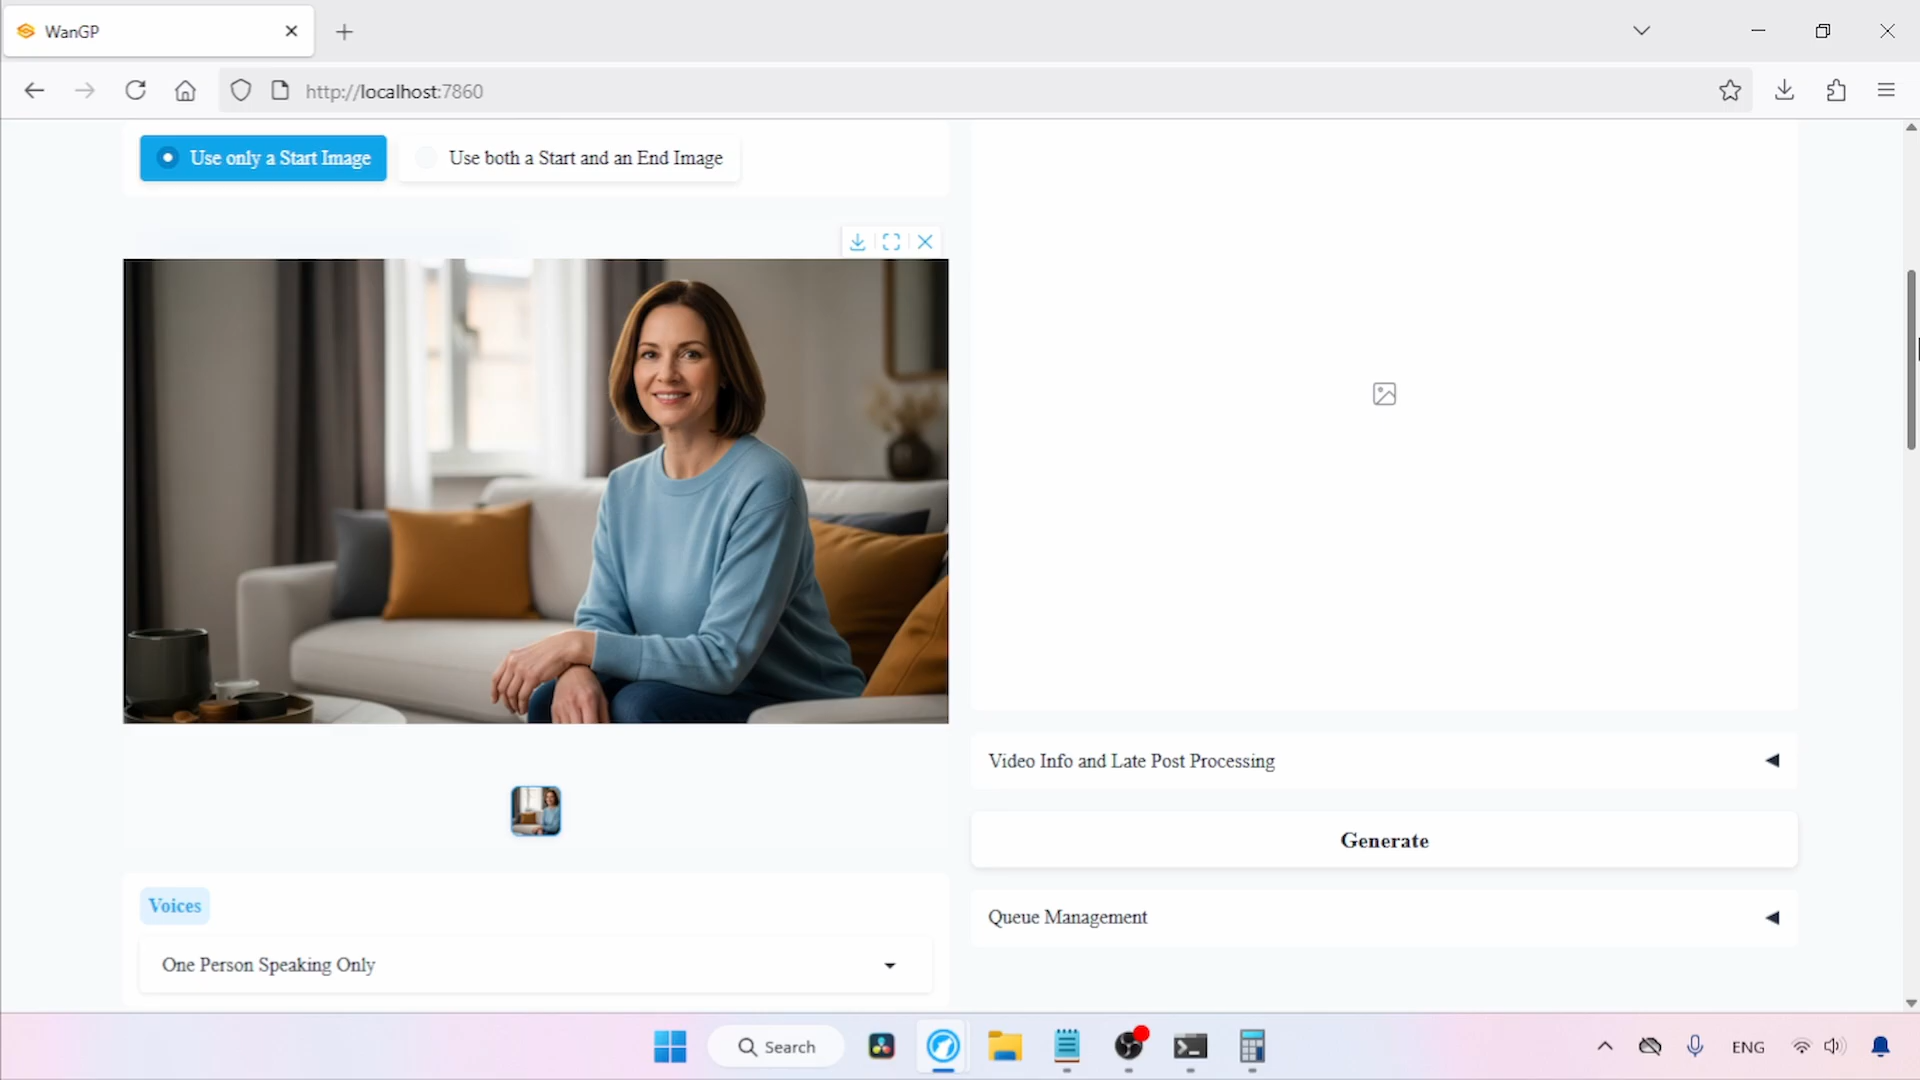 WanGP
http://localhost:7860
Use only a Start Image
Use both a Start and an End Image
Video Info and Late Post Processing
Generate
Voices
Queue Management
One Person Speaking Only
Search
ENG